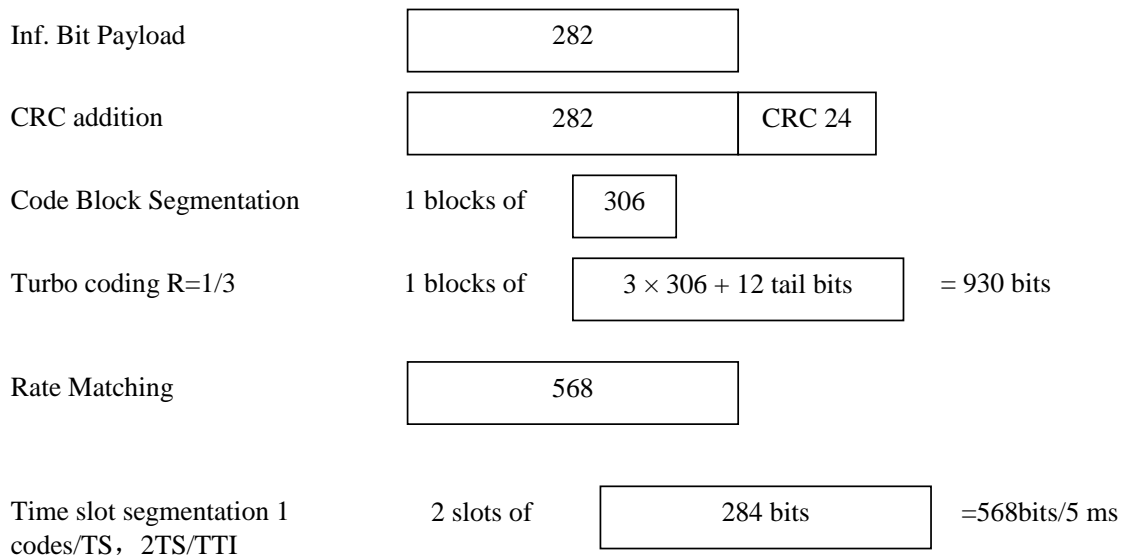 Inf. Bit Payload 282
CRC addition 282 CRC 24
Code Block Segmentation 1 blocks of 306
Turbo coding R=1/3 1 blocks of 3 × 306 + 12 tail bits = 930 bits
Rate Matching 568
Time slot segmentation 1 2 slots of 284 bits =568bits/5 ms
codes/TS，2TS/TTI